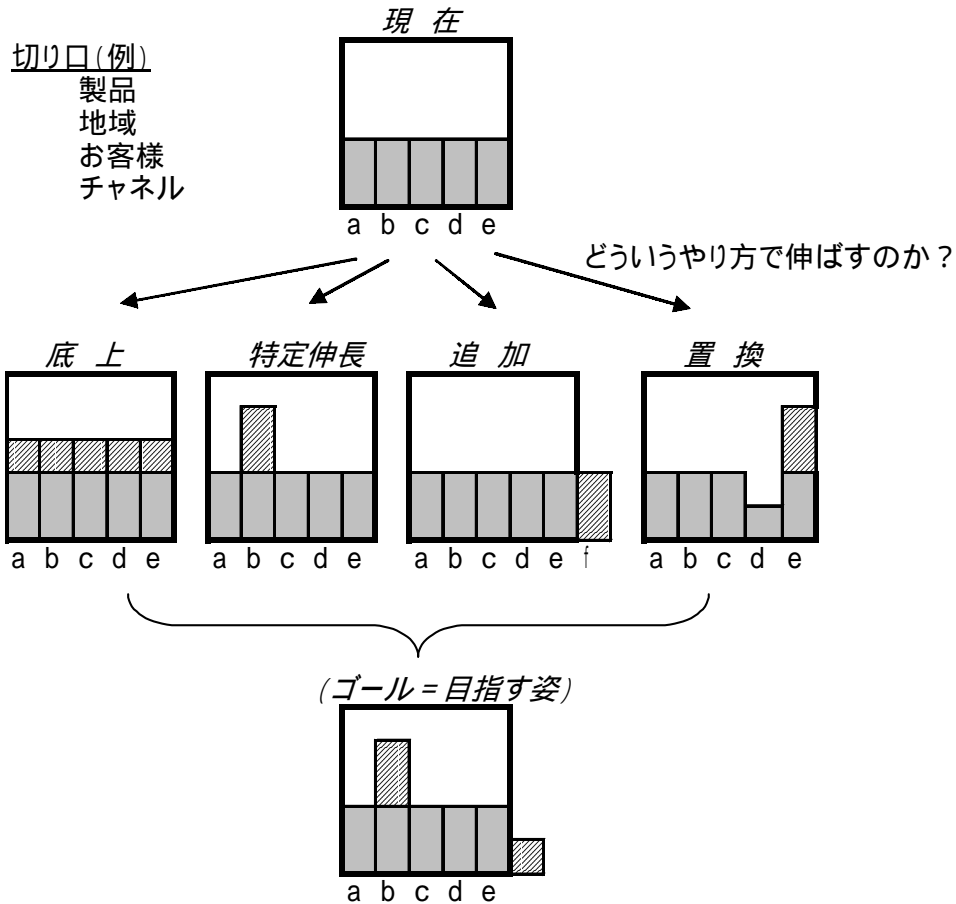 現 在
切り口(例)
製品
地域
お客様
チャネル
a b c d e
どういうやり方で伸ばすのか？
底 上
特定伸長
追 加
置 換
a b c d e
a b c d e
a b c d e f
a b c d e
(ゴール=目指す姿)
a b c d e